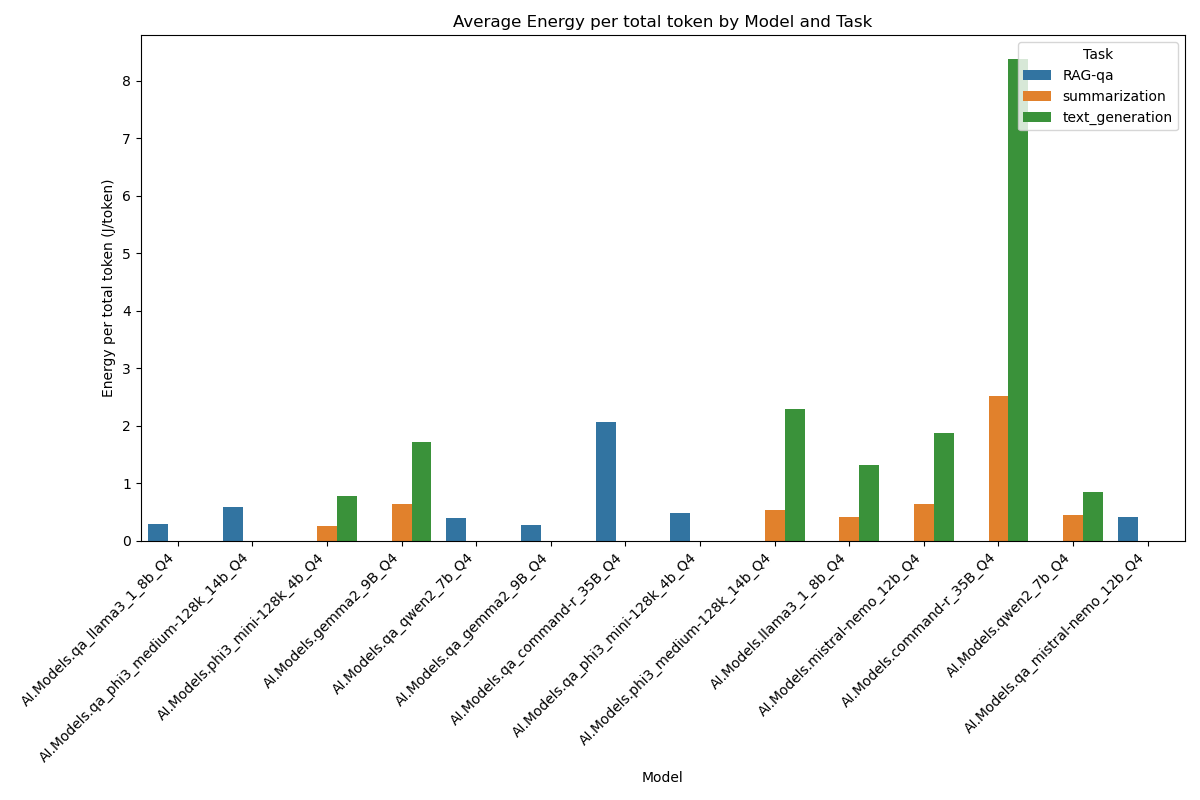 Average Energy per total token by Model and Task
Task
RAG-qa
summarization
text_generation
Energy per total token (J/token)
8
7
6
5
4
3
2
1
0
AI.Models.qa_llama3_1_8b_Q4
AI.Models.qa_phi3_medium-128k_14b_Q4
AI.Models.phi3_mini-128k_4b_Q4
AI.Models.gemma2_9B_Q4
AI.Models.qa_qwen2_7b_Q4
AI.Models.qa_gemma2_9B_Q4
AI.Models.qa_command-r_35B_Q4
AI.Models.qa_phi3_mini-128k_4b_Q4
AI.Models.phi3_medium-128k_14b_Q4
AI.Models.llama3_1_8b_Q4
AI.Models.mistral-nemo_12b_Q4
AI.Models.command-r_35B_Q4
AI.Models.qwen2_7b_Q4
AI.Models.qa_mistral-nemo_12b_Q4
Model